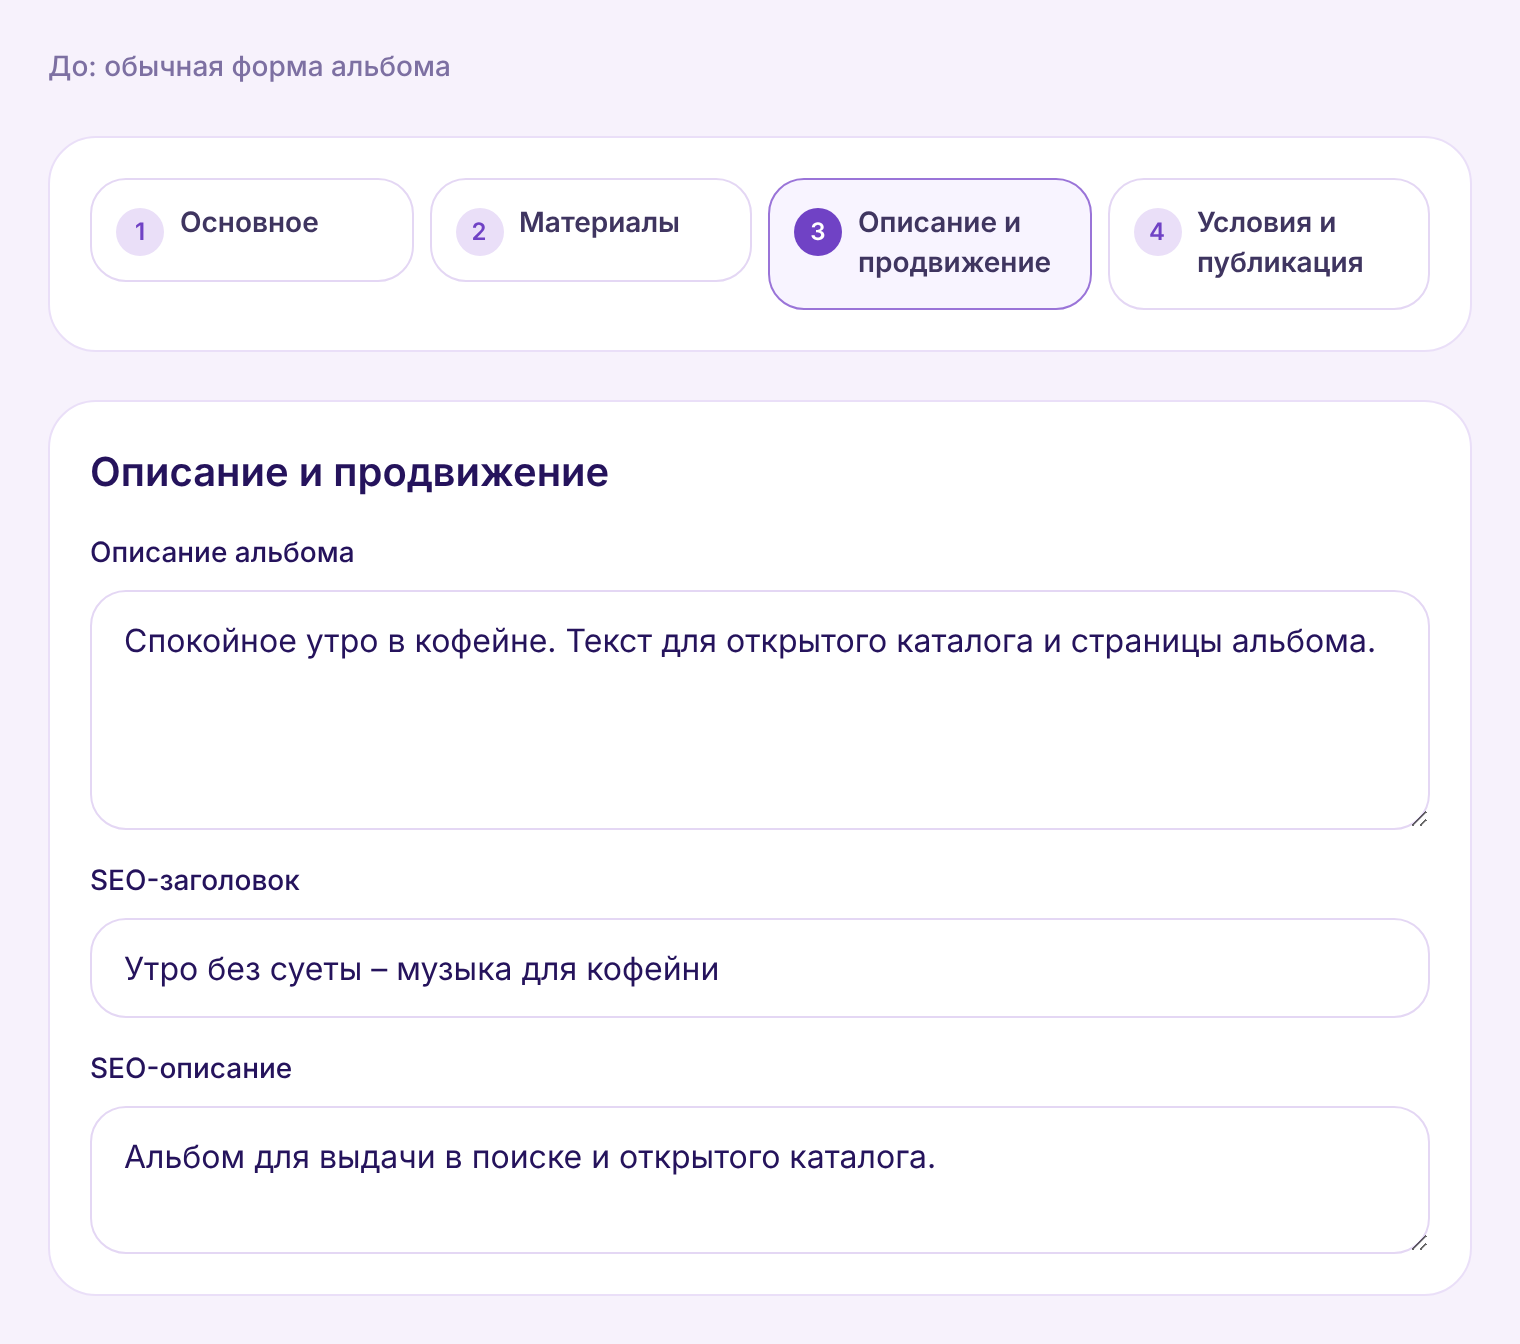 До: обычная форма альбома
1 Основное
2 Материалы
3 Описание и
продвижение
4 Условия и
публикация
Описание и продвижение
Описание альбома
Спокойное утро в кофейне. Текст для открытого каталога и страницы альбома.
SEO-заголовок
Утро без суеты – музыка для кофейни
SEO-описание
Альбом для выдачи в поиске и открытого каталога.